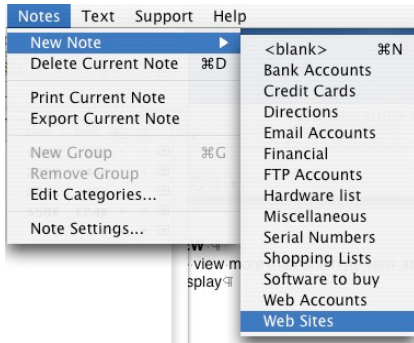 Notes Text Support Help
New Note
Delete Current Note ⌘D
Print Current Note
Export Current Note
New Group ⌘G
Remove Group
Edit Categories...
Note Settings...
<blank> ⌘N
Bank Accounts
Credit Cards
Directions
Email Accounts
Financial
FTP Accounts
Hardware list
Miscellaneous
Serial Numbers
Shopping Lists
Software to buy
Web Accounts
Web Sites
view